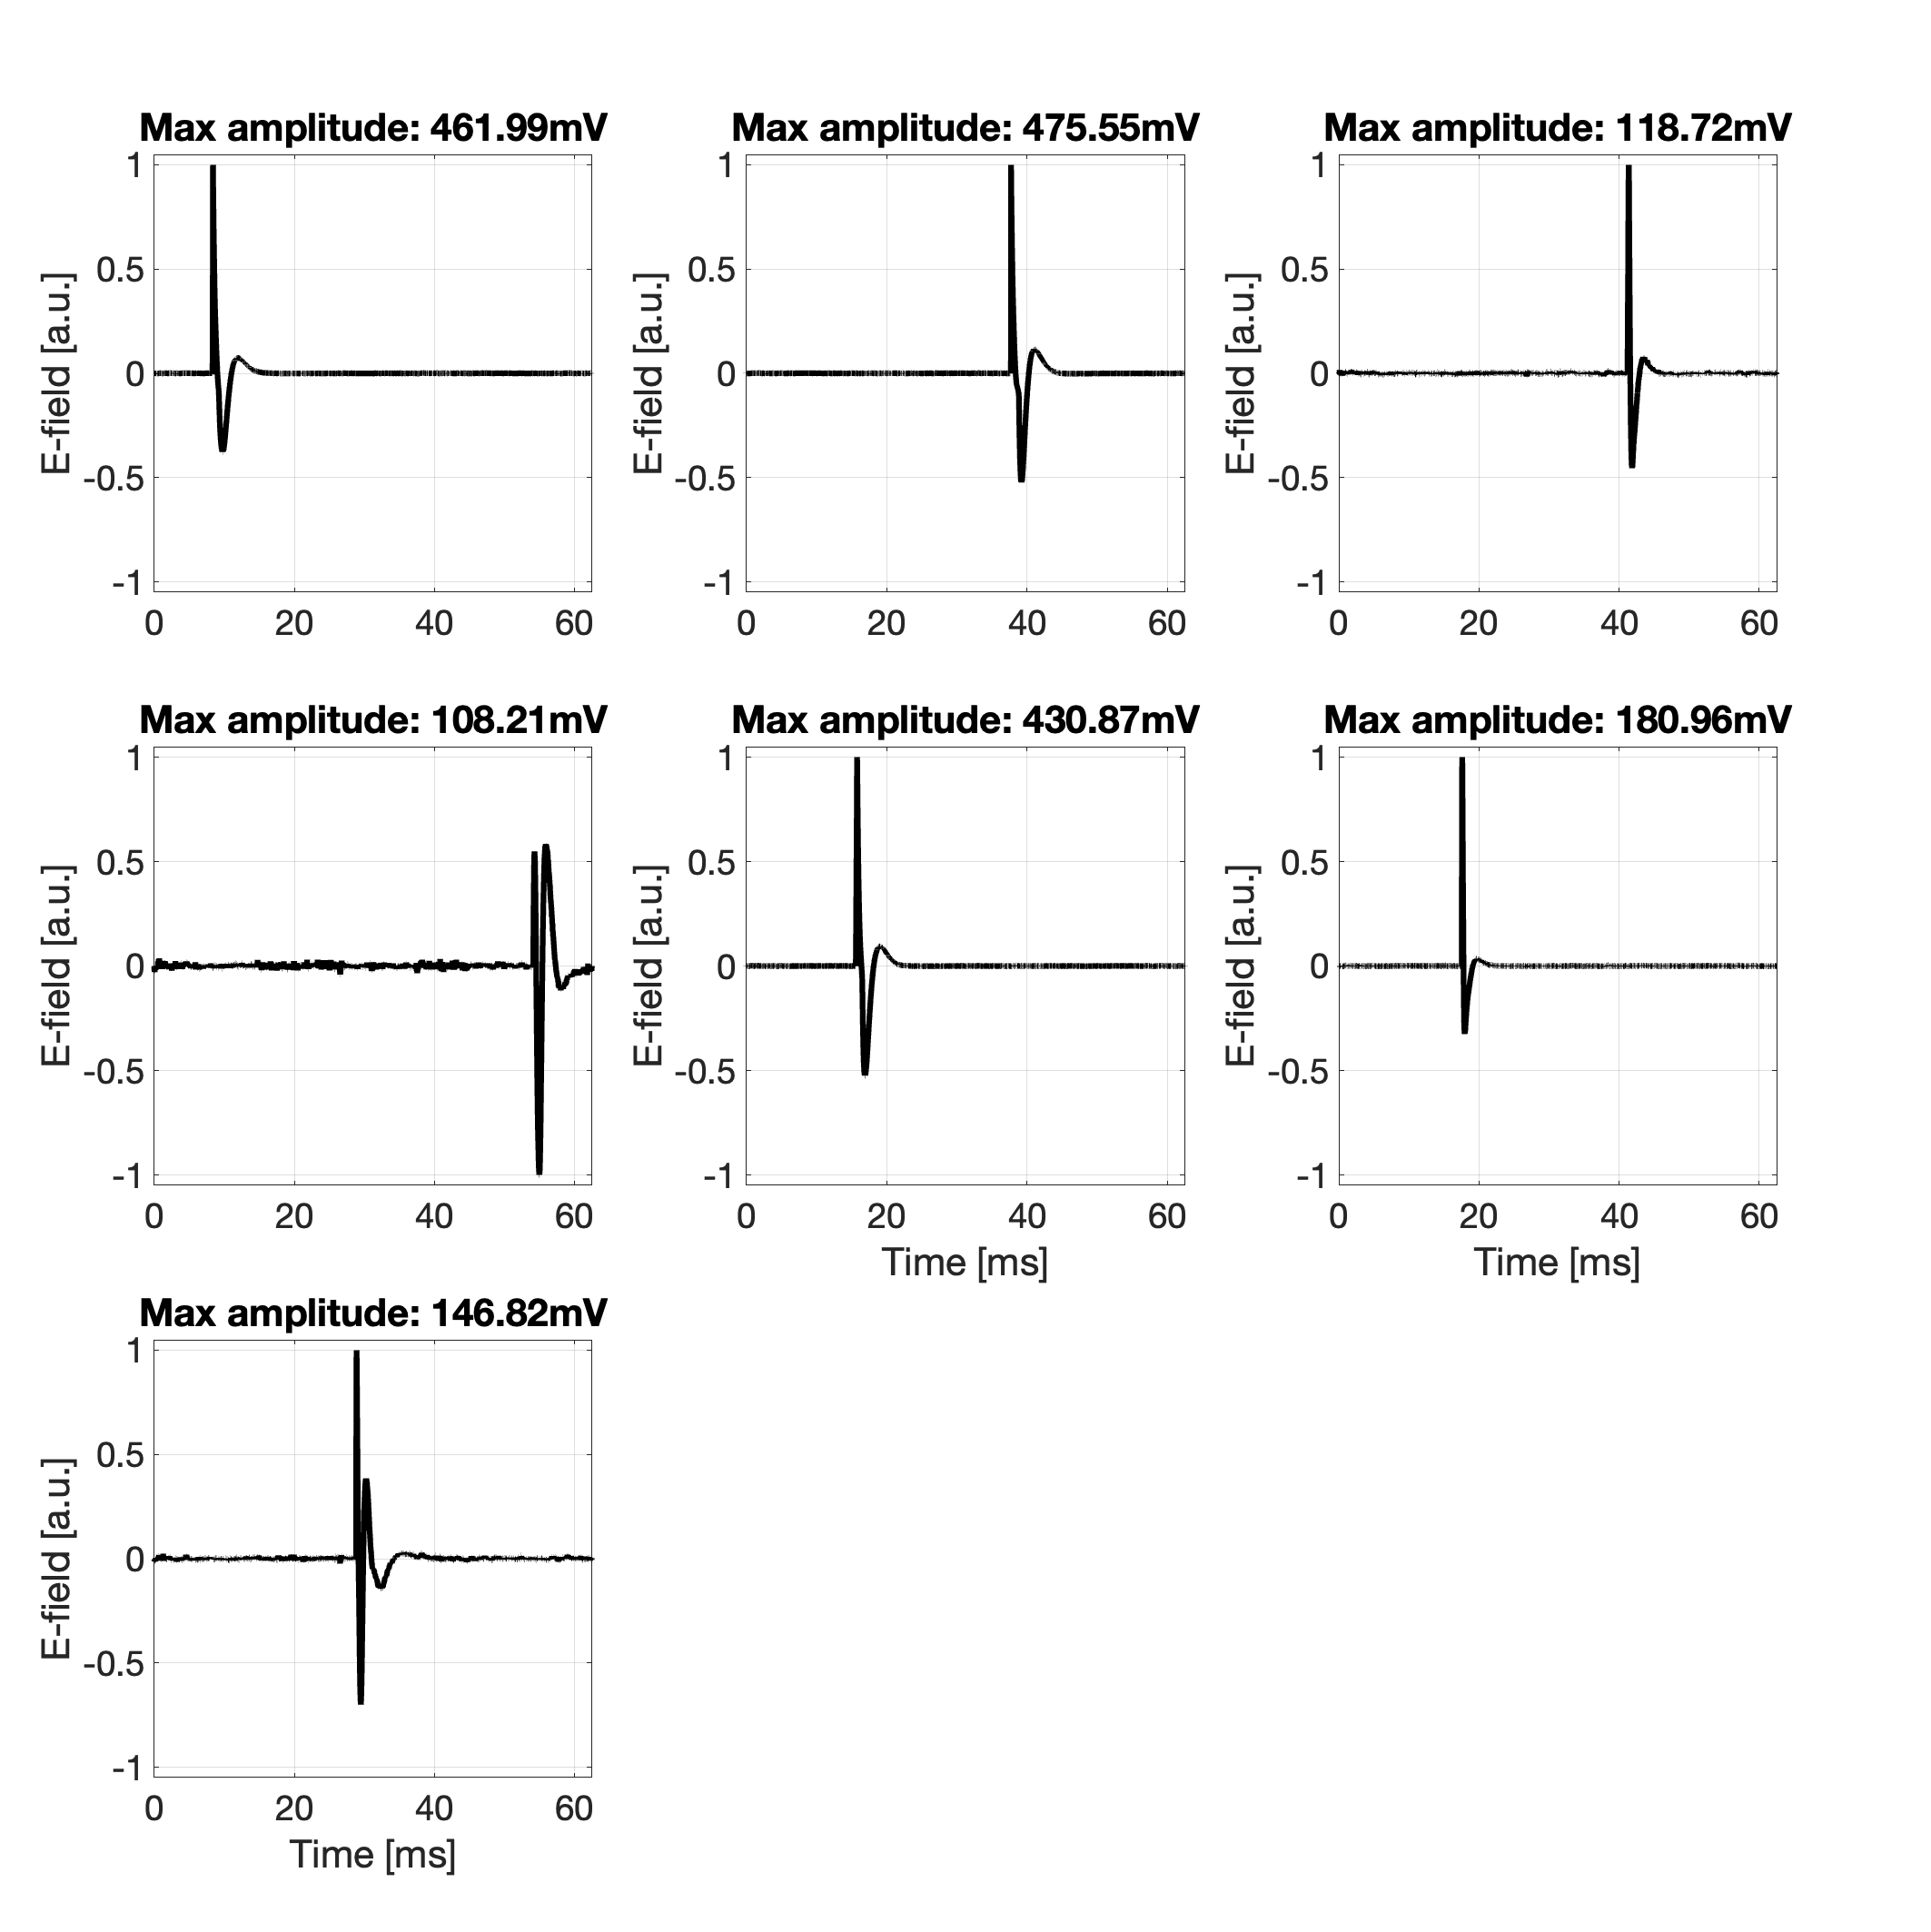 Max amplitude: 461.99mV
1
0.5
0
-0.5
-1
E-field [a.u.]
0 20 40 60
Max amplitude: 475.55mV
1
0.5
0
-0.5
-1
E-field [a.u.]
0 20 40 60
Max amplitude: 118.72mV
1
0.5
0
-0.5
-1
E-field [a.u.]
0 20 40 60
Max amplitude: 108.21mV
1
0.5
0
-0.5
-1
E-field [a.u.]
0 20 40 60
Max amplitude: 430.87mV
1
0.5
0
-0.5
-1
E-field [a.u.]
0 20 40 60
Time [ms]
Max amplitude: 180.96mV
1
0.5
0
-0.5
-1
E-field [a.u.]
0 20 40 60
Time [ms]
Max amplitude: 146.82mV
1
0.5
0
-0.5
-1
E-field [a.u.]
0 20 40 60
Time [ms]